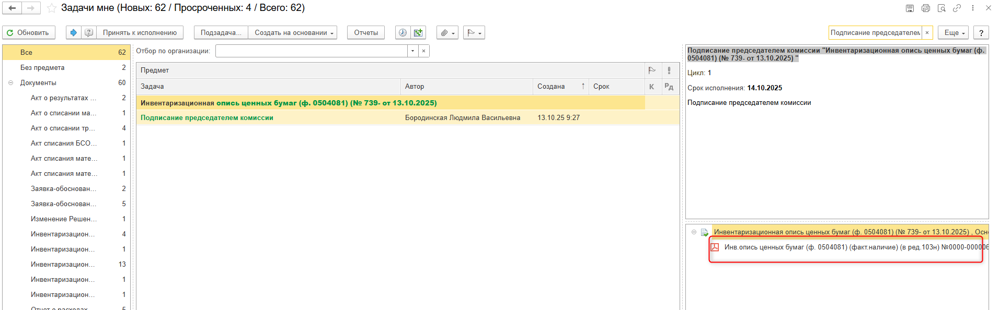 Задачи мне (Новых: 62 / Просроченных: 4 / Всего: 62)
Обновить
Принять к исполнению
Подзадача...
Создать на основании
Отчеты
Подписание председателем
Еще
?
Все 62
Без предмета 2
Документы 60
Акт о результатах ... 2
Акт о списании ма... 1
Акт о списании тр... 4
Акт списания БСО... 1
Акт списания мате... 1
Акт списания мате... 1
Заявка-обоснован... 2
Заявка-обоснован... 5
Изменение Решен... 1
Инвентаризацион... 4
Инвентаризацион... 1
Инвентаризацион... 13
Инвентаризацион... 1
Инвентаризацион... 1
Отчет о расходах 5
Отбор по организации:
Предмет
Задача Автор Создана ↑ Срок К Рд
Инвентаризационная опись ценных бумаг (ф. 0504081) (№ 739- от 13.10.2025)
Подписание председателем комиссии Бородинская Людмила Васильевна 13.10.25 9:27
Подписание председателем комиссии "Инвентаризационная опись ценных бумаг (ф.
0504081) (№ 739- от 13.10.2025) "
Цикл: 1
Срок исполнения: 14.10.2025
Подписание председателем комиссии
Инвентаризационная опись ценных бумаг (ф. 0504081) (№ 739- от 13.10.2025) , Осно
Инв.опись ценных бумаг (ф. 0504081) (факт.наличие) (в ред.103н) №0000-000006